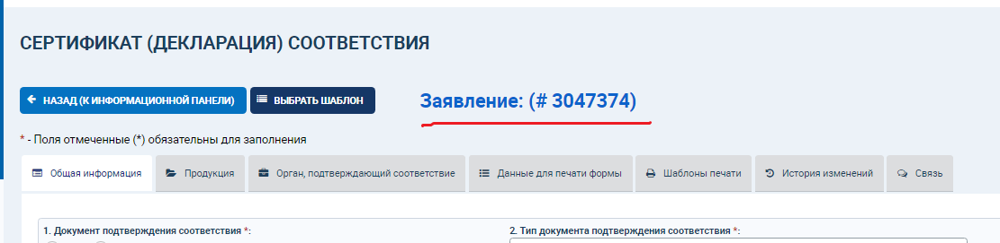 СЕРТИФИКАТ (ДЕКЛАРАЦИЯ) СООТВЕТСТВИЯ
НАЗАД (К ИНФОРМАЦИОННОЙ ПАНЕЛИ) ВЫБРАТЬ ШАБЛОН Заявление: (# 3047374)
* - Поля отмеченные (*) обязательны для заполнения
Общая информация Продукция Орган, подтверждающий соответствие Данные для печати формы Шаблоны печати История изменений Связь
1. Документ подтверждения соответствия *: 2. Тип документа подтверждения соответствия *: